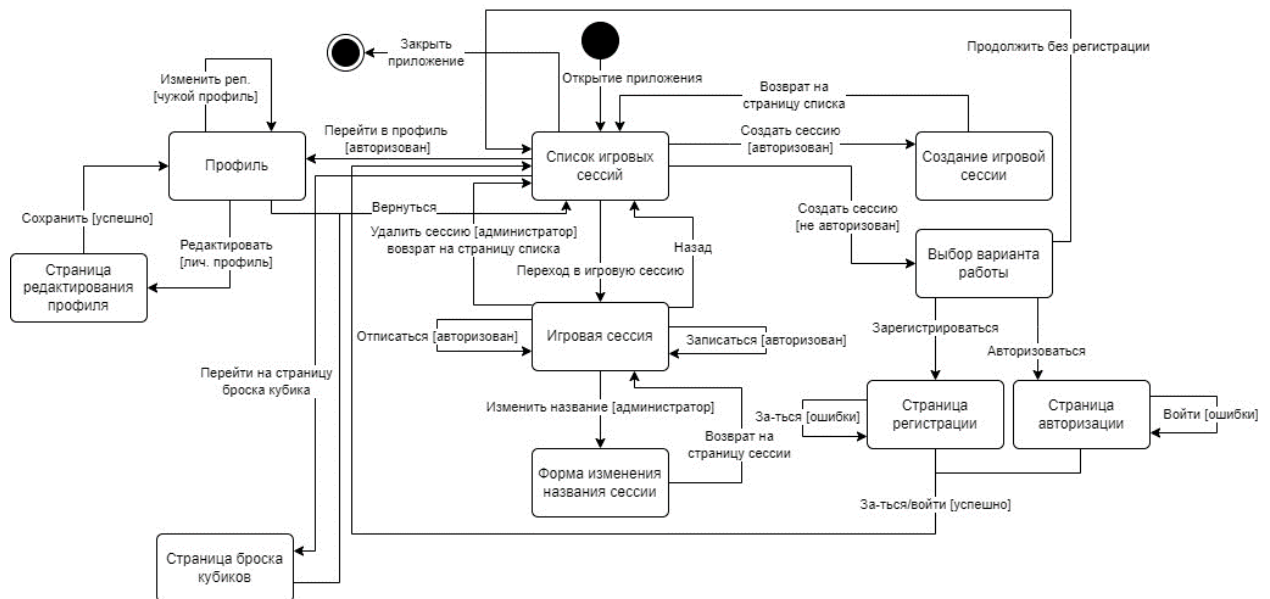 Закрыть
приложение
Продолжить без регистрации
Открытие приложения
Изменить реп.
[чужой профиль]
Возврат на
страницу списка
Перейти в профиль
[авторизован]
Создать сессию
[авторизован]
Профиль
Список игровых
сессий
Создание игровой
сессии
Сохранить [успешно]
Вернуться
Создать сессию
[не авторизован]
Удалить сессию [администратор]
вовзрат на страницу списка
Назад
Редактировать
[лич. профиль]
Выбор варианта
работы
Страница
редактирования
профиля
Переход в игровую сессию
Отписаться [авторизован]
Игровая сессия
Записаться [авторизован]
Зарегистрироваться
Авторизоваться
Перейти на страницу
броска кубика
Изменить название [администратор]
За-ться [ошибки]
Страница
регистрации
Страница
авторизации
Войти [ошибки]
Возврат на
страницу сессии
Форма изменения
названия сессии
За-ться/войти [успешно]
Страница броска
кубиков